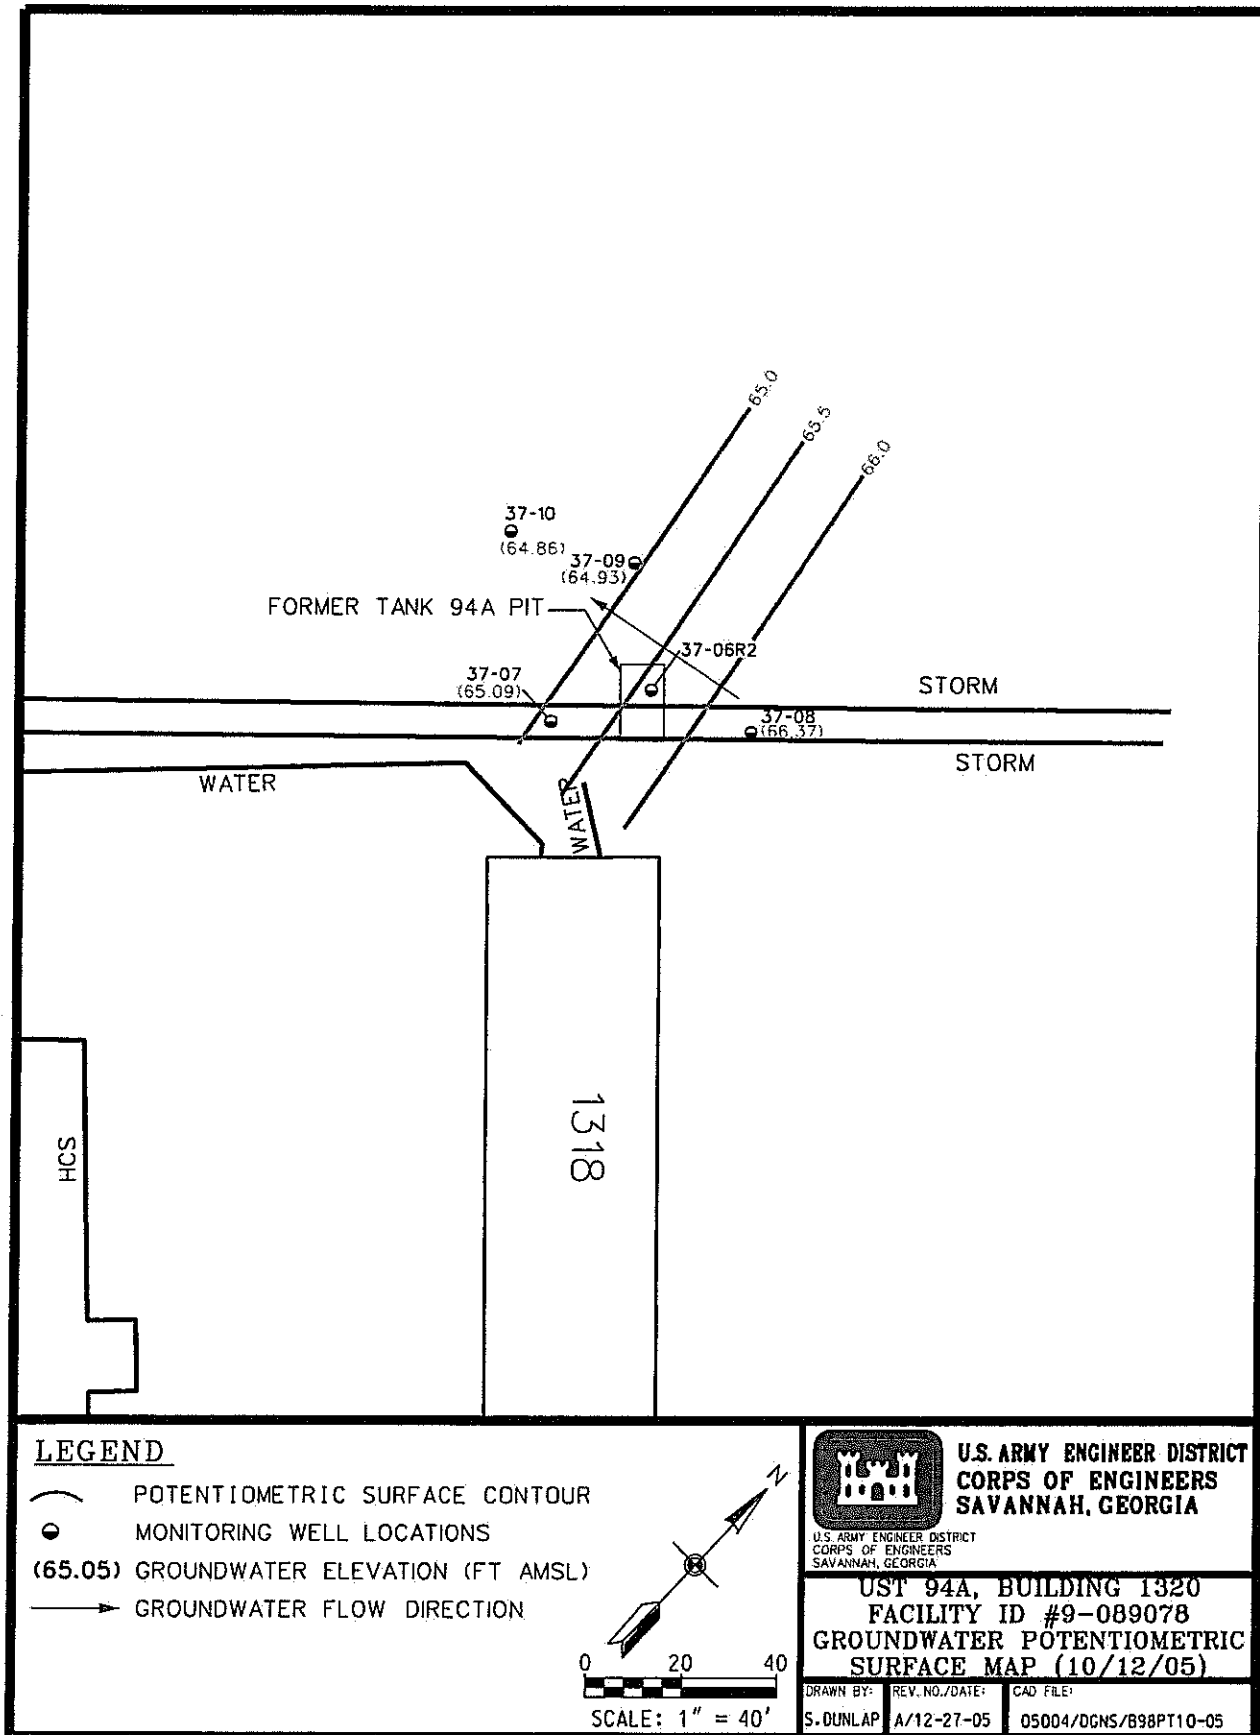 65.0
65.5
66.0
37-10
(64.86)
37-09
(64.93)
FORMER TANK 94A PIT
37-06R2
37-07
(65.09)
STORM
37-08
(66.37)
STORM
WATER
WATER
1318
HCS
LEGEND
POTENTIOMETRIC SURFACE CONTOUR
MONITORING WELL LOCATIONS
(65.05) GROUNDWATER ELEVATION (FT AMSL)
GROUNDWATER FLOW DIRECTION
N
0 20 40
SCALE: 1" = 40'
U.S. ARMY ENGINEER DISTRICT
CORPS OF ENGINEERS
SAVANNAH, GEORGIA
U.S. ARMY ENGINEER DISTRICT
CORPS OF ENGINEERS
SAVANNAH, GEORGIA
UST 94A, BUILDING 1320
FACILITY ID #9-089078
GROUNDWATER POTENTIOMETRIC
SURFACE MAP (10/12/05)
DRAWN BY:
S. DUNLAP
REV. NO./DATE:
A/12-27-05
CAD FILE:
05004/DGNS/B98PT10-05